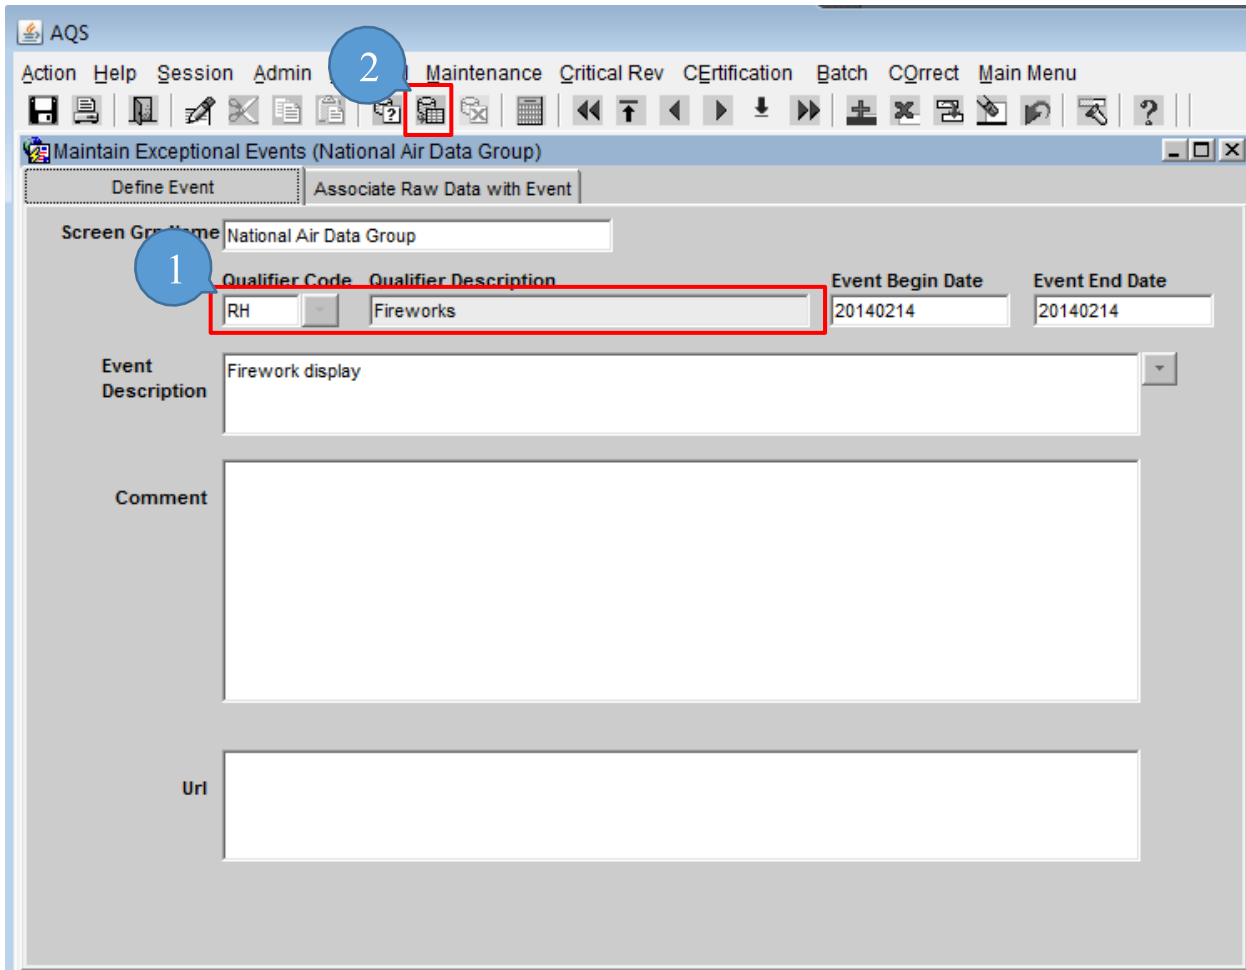 AQS
2
Action Help Session Admin Maintenance Critical Rev CErtification Batch COrrect Main Menu
Maintain Exceptional Events (National Air Data Group)
Define Event Associate Raw Data with Event
Screen Grp Name National Air Data Group
1
Qualifier Code Qualifier Description Event Begin Date Event End Date
RH Fireworks 20140214 20140214
Event Description
Firework display
Comment
Url